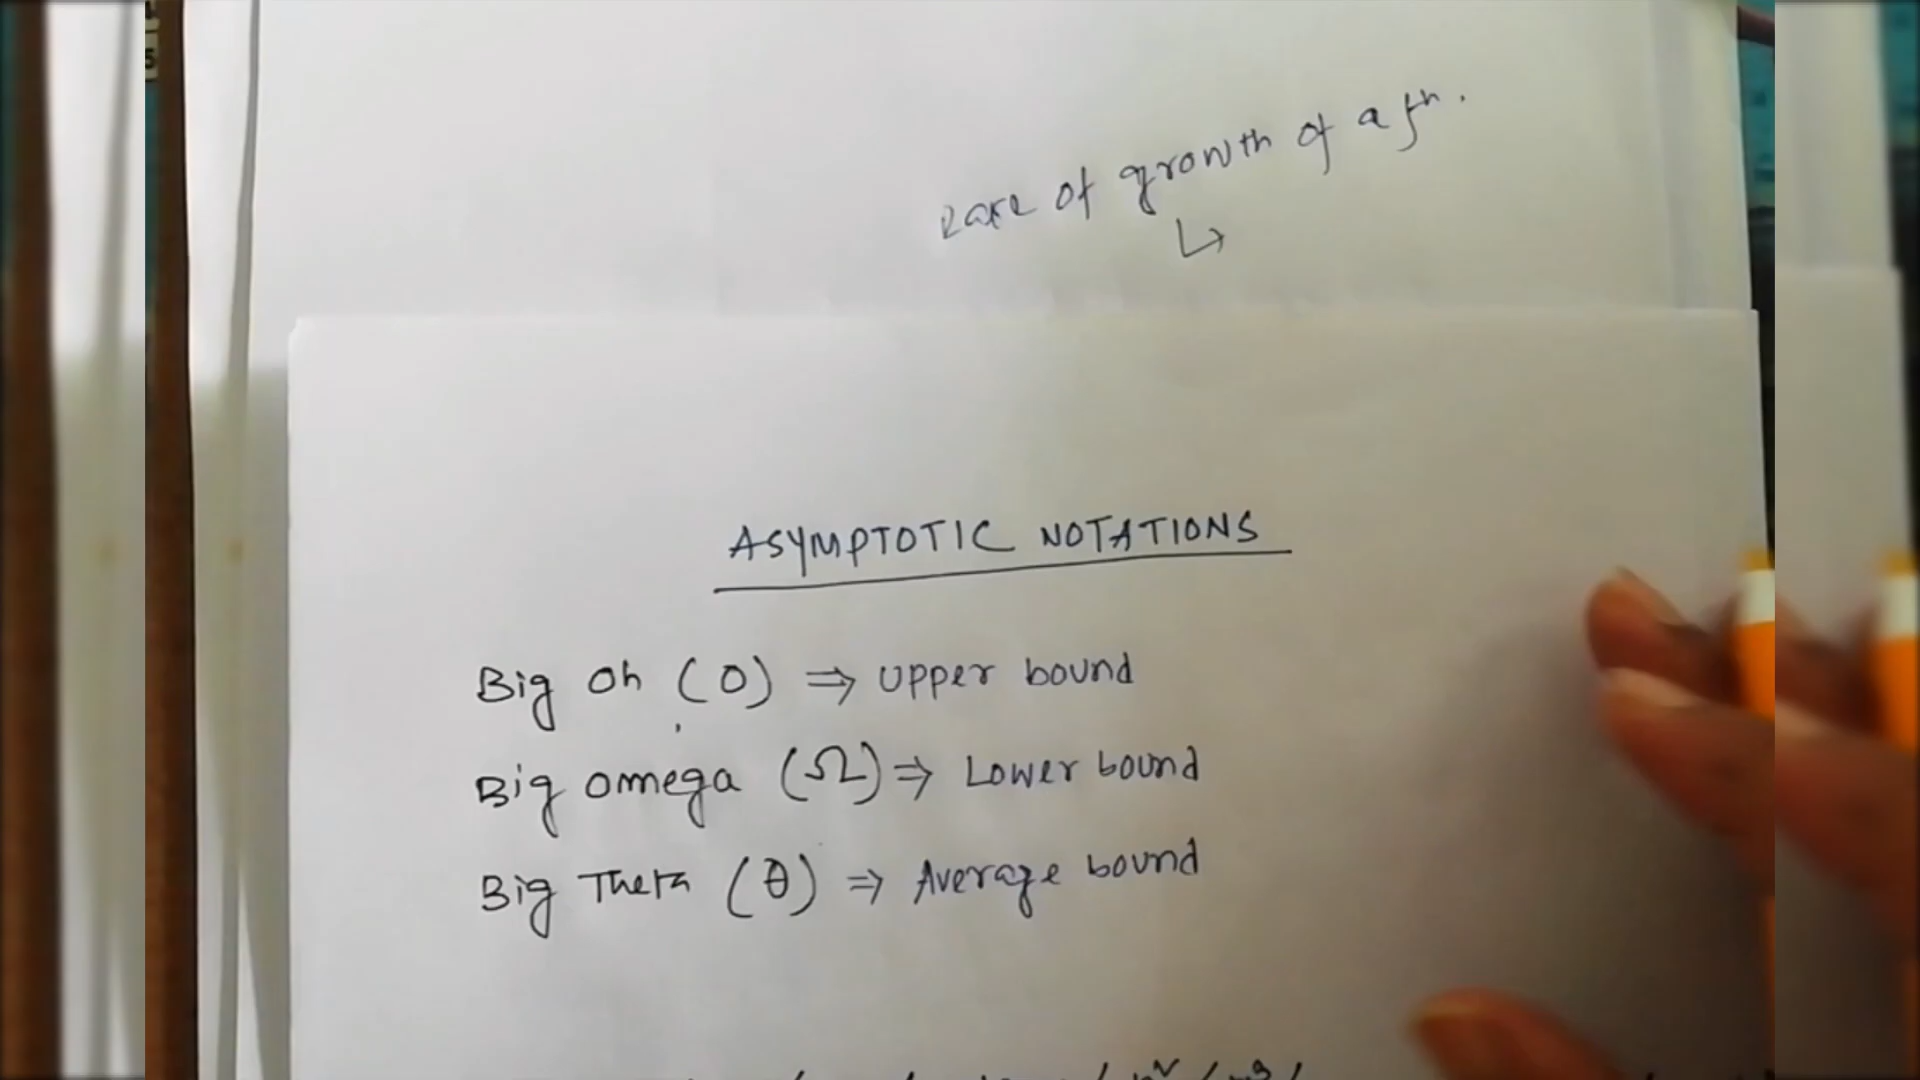 Rate of growth of a fn.
↳
ASYMPTOTIC NOTATIONS
Big Oh (O) ⇒ Upper bound
Big Omega (Ω) ⇒ Lower bound
Big Theta (θ) ⇒ Average bound